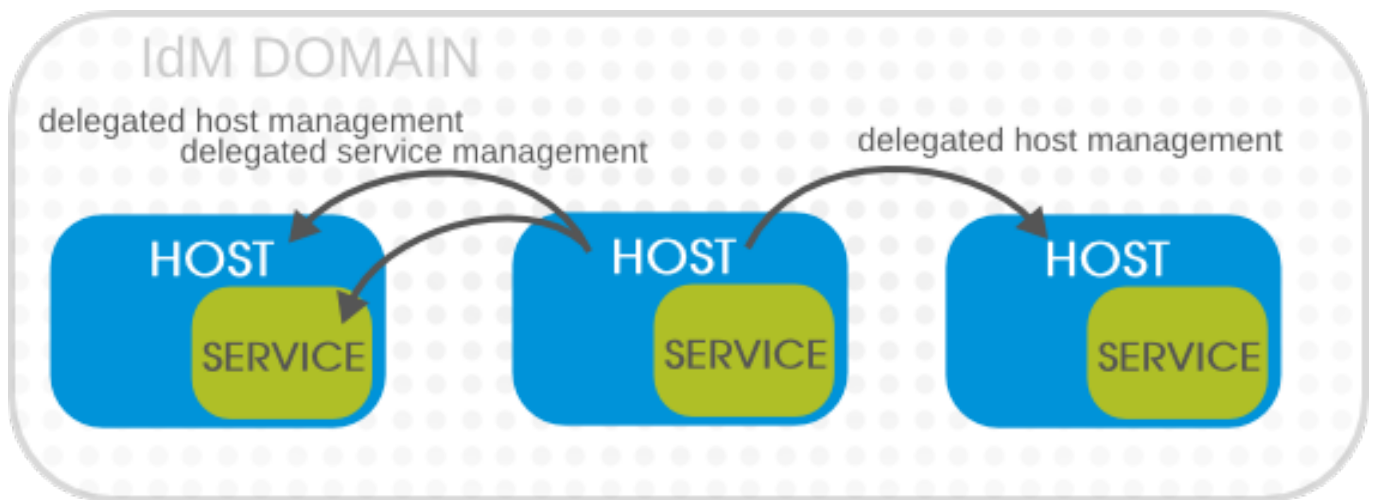 IdM DOMAIN
delegated host management
delegated service management
delegated host management
HOST
SERVICE
HOST
SERVICE
HOST
SERVICE